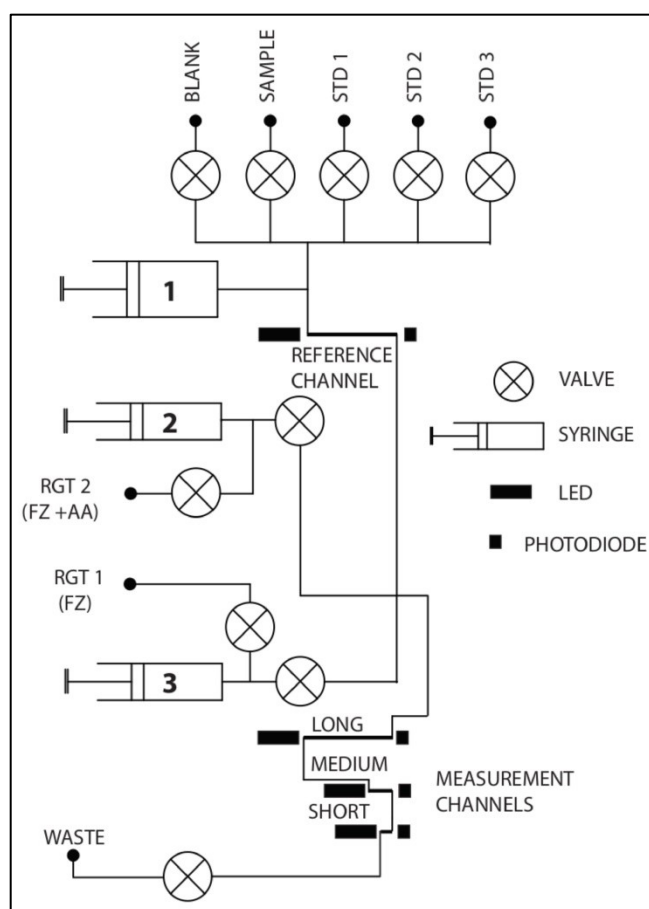 BLANK
SAMPLE
STD 1
STD 2
STD 3
1
REFERENCE
CHANNEL
VALVE
2
SYRINGE
RGT 2
(FZ +AA)
LED
PHOTODIODE
RGT 1
(FZ)
3
LONG
MEDIUM
SHORT
MEASUREMENT
CHANNELS
WASTE